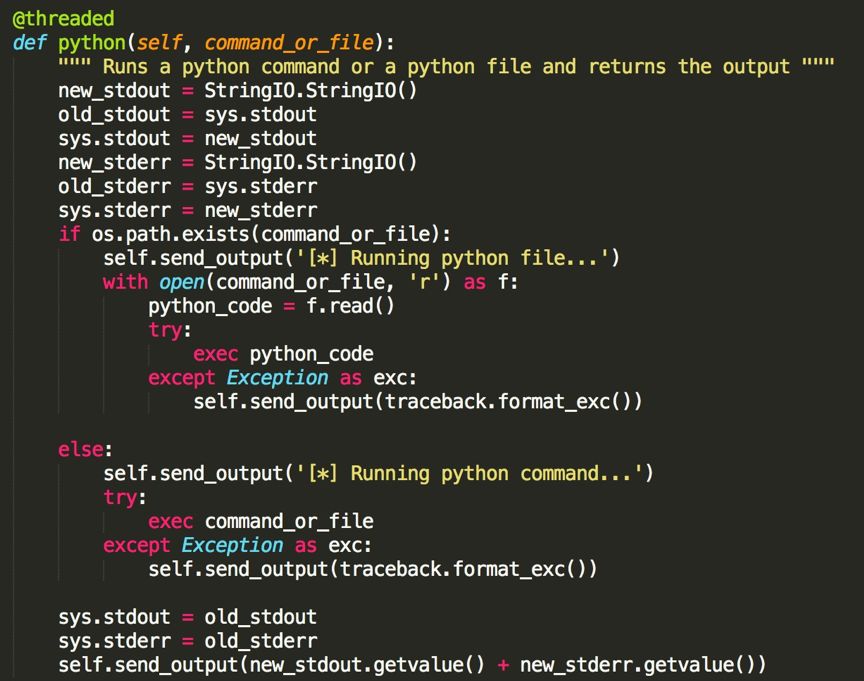 @threaded
def python(self, command_or_file):
    """ Runs a python command or a python file and returns the output """
    new_stdout = StringIO.StringIO()
    old_stdout = sys.stdout
    sys.stdout = new_stdout
    new_stderr = StringIO.StringIO()
    old_stderr = sys.stderr
    sys.stderr = new_stderr
    if os.path.exists(command_or_file):
        self.send_output('[*] Running python file...')
        with open(command_or_file, 'r') as f:
            python_code = f.read()
            try:
                exec python_code
            except Exception as exc:
                self.send_output(traceback.format_exc())

    else:
        self.send_output('[*] Running python command...')
        try:
            exec command_or_file
        except Exception as exc:
            self.send_output(traceback.format_exc())

    sys.stdout = old_stdout
    sys.stderr = old_stderr
    self.send_output(new_stdout.getvalue() + new_stderr.getvalue())